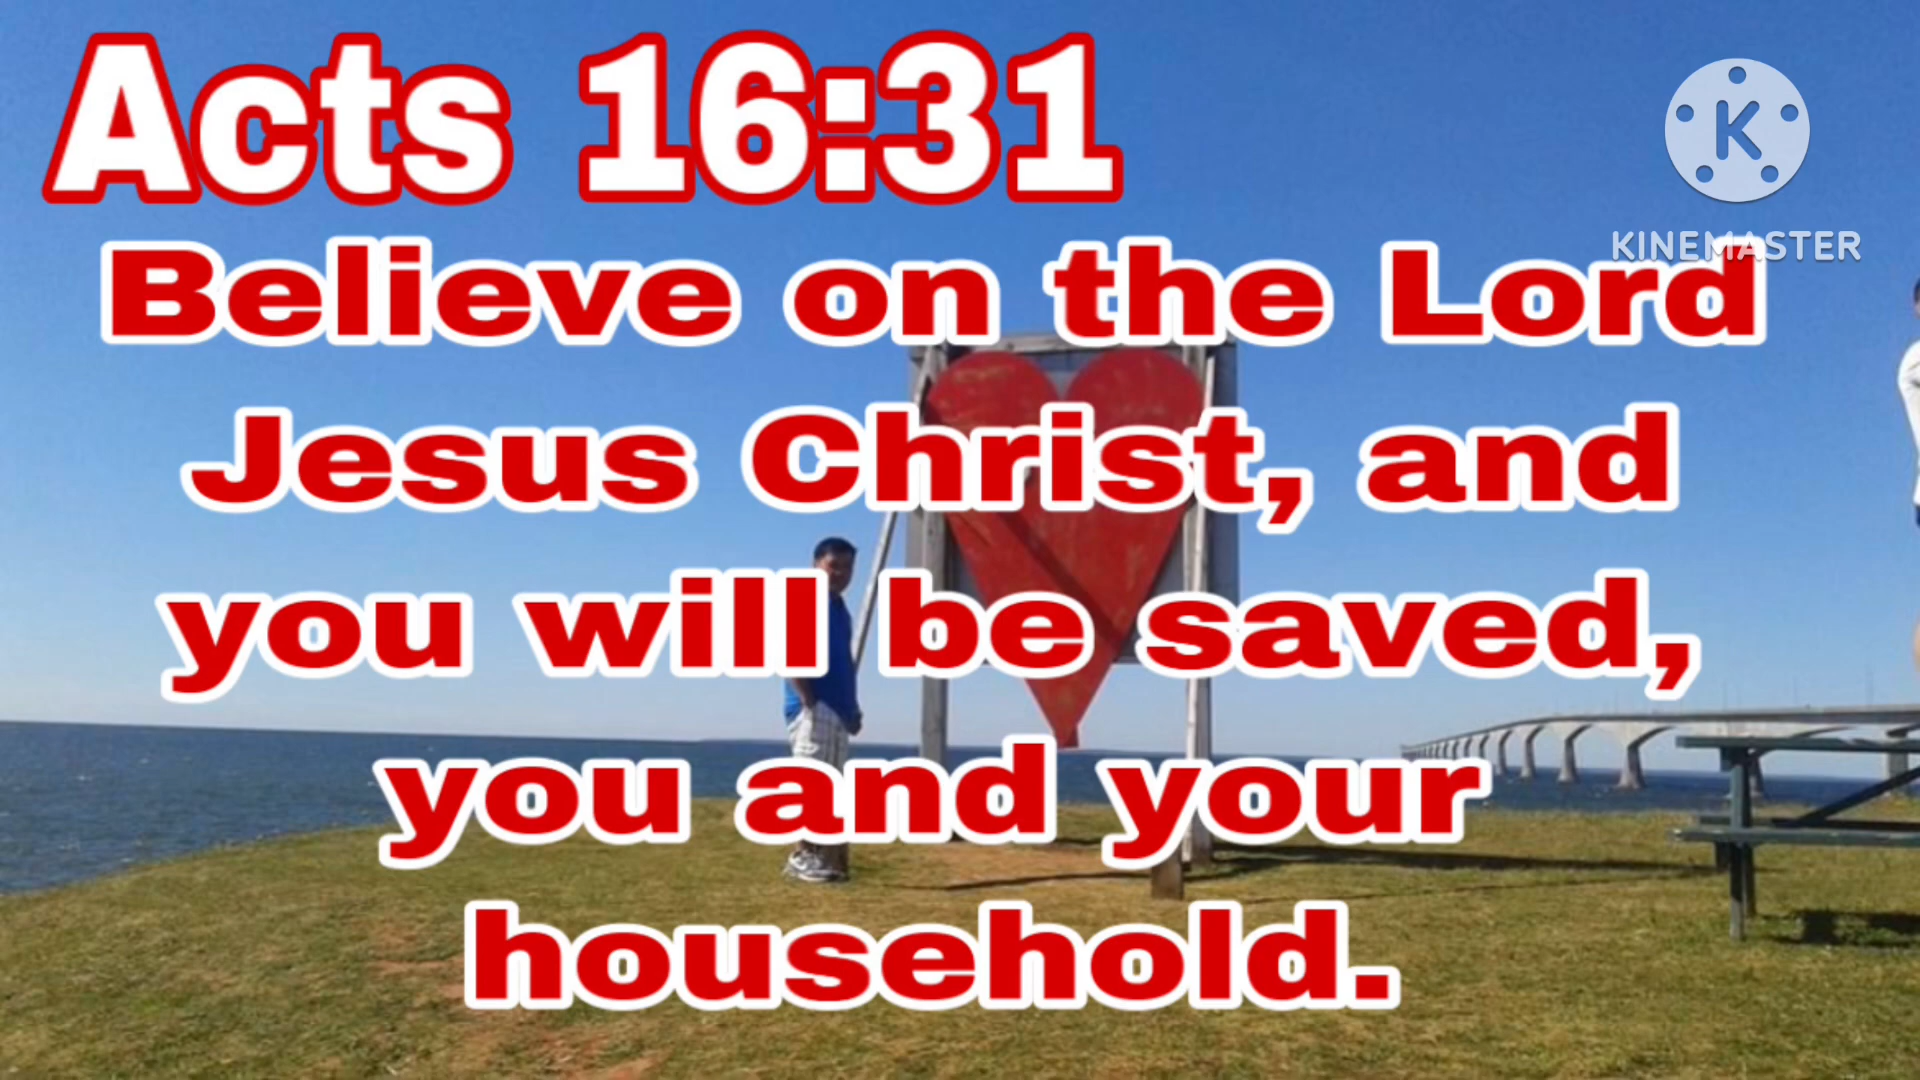 Acts 16:31
K
KINEMASTER
Believe on the Lord
Jesus Christ, and
you will be saved,
you and your
household.